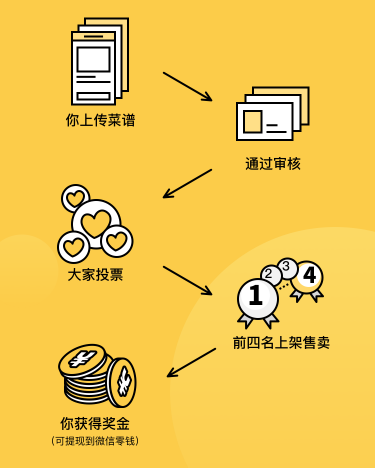 你上传菜谱
通过审核
大家投票
1
2
3
4
前四名上架售卖
你获得奖金
(可提现到微信零钱)